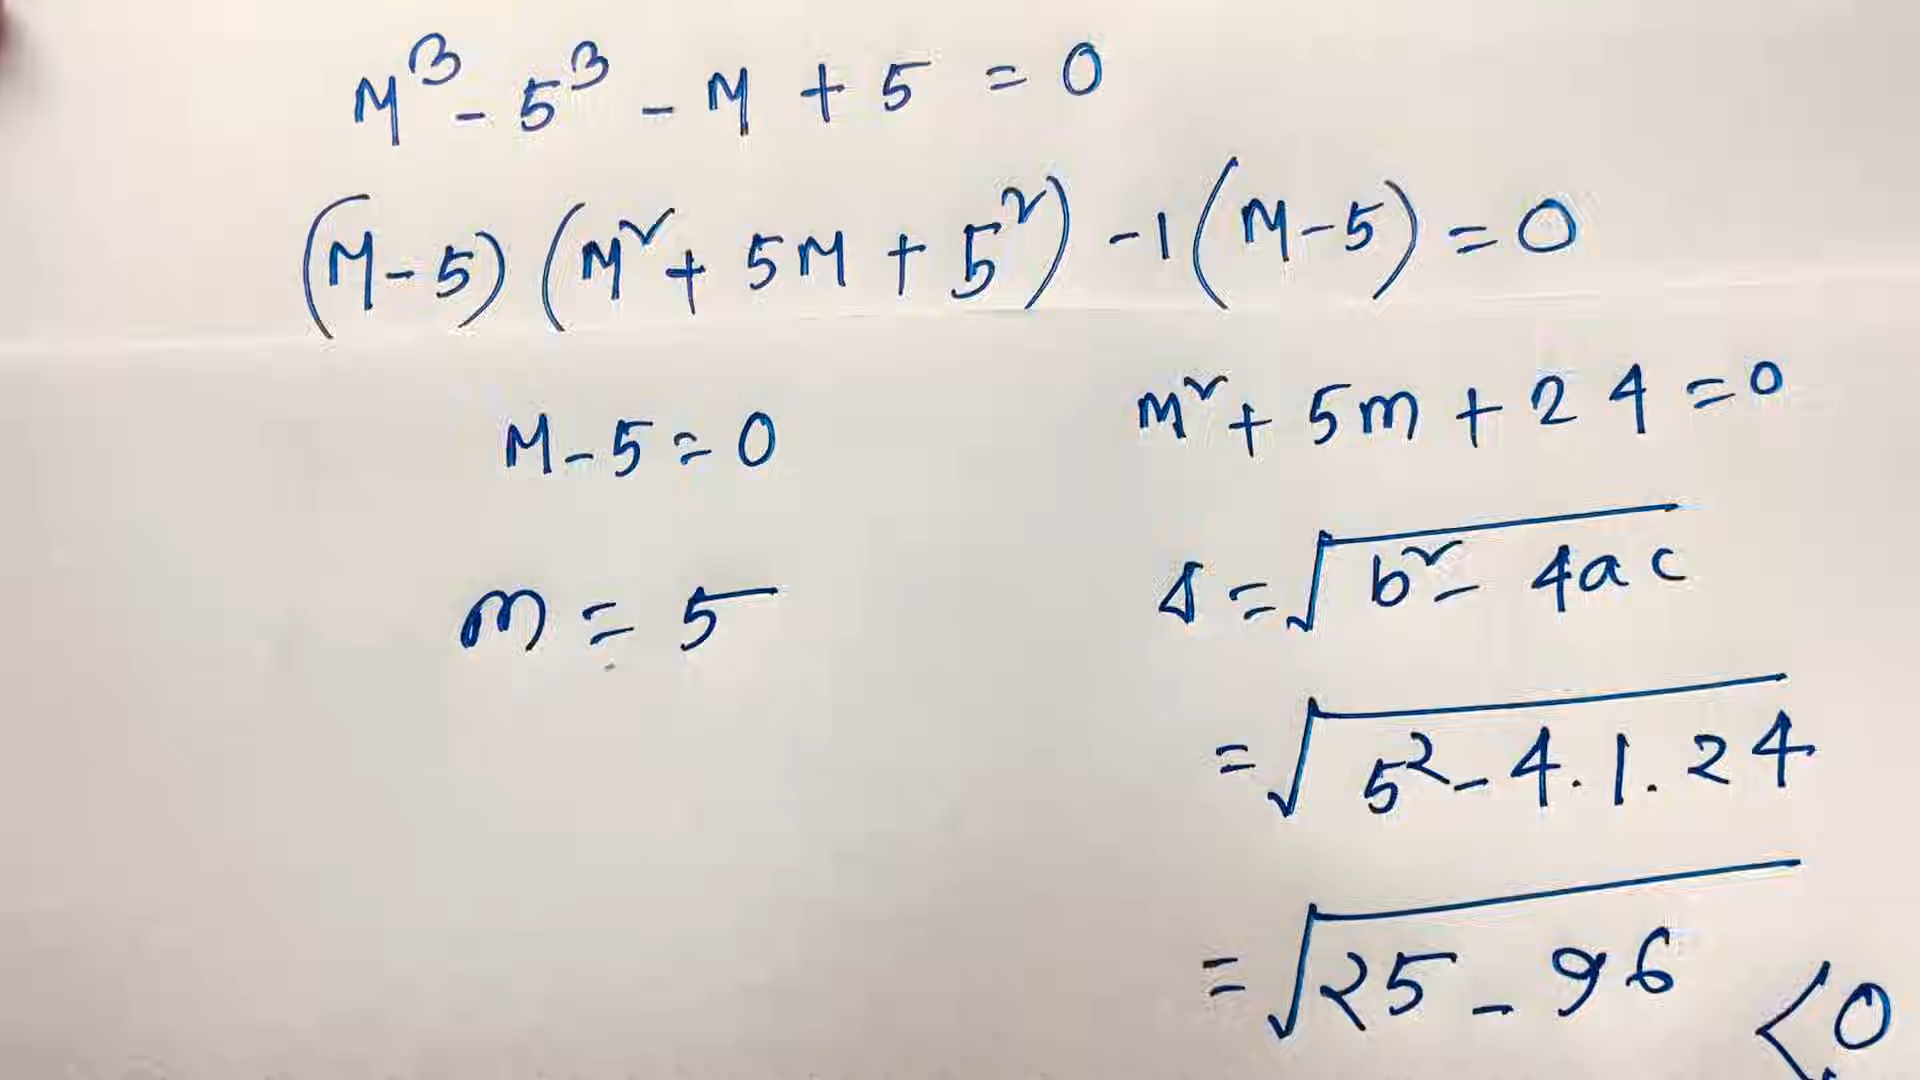 M³ - 5³ - M + 5 = 0
(M - 5) (M² + 5M + 5²) - 1 (M - 5) = 0
M - 5 = 0
m = 5
m² + 5m + 24 = 0
Δ = √(b² - 4ac)
= √(5² - 4.1.24)
= √(25 - 96) < 0